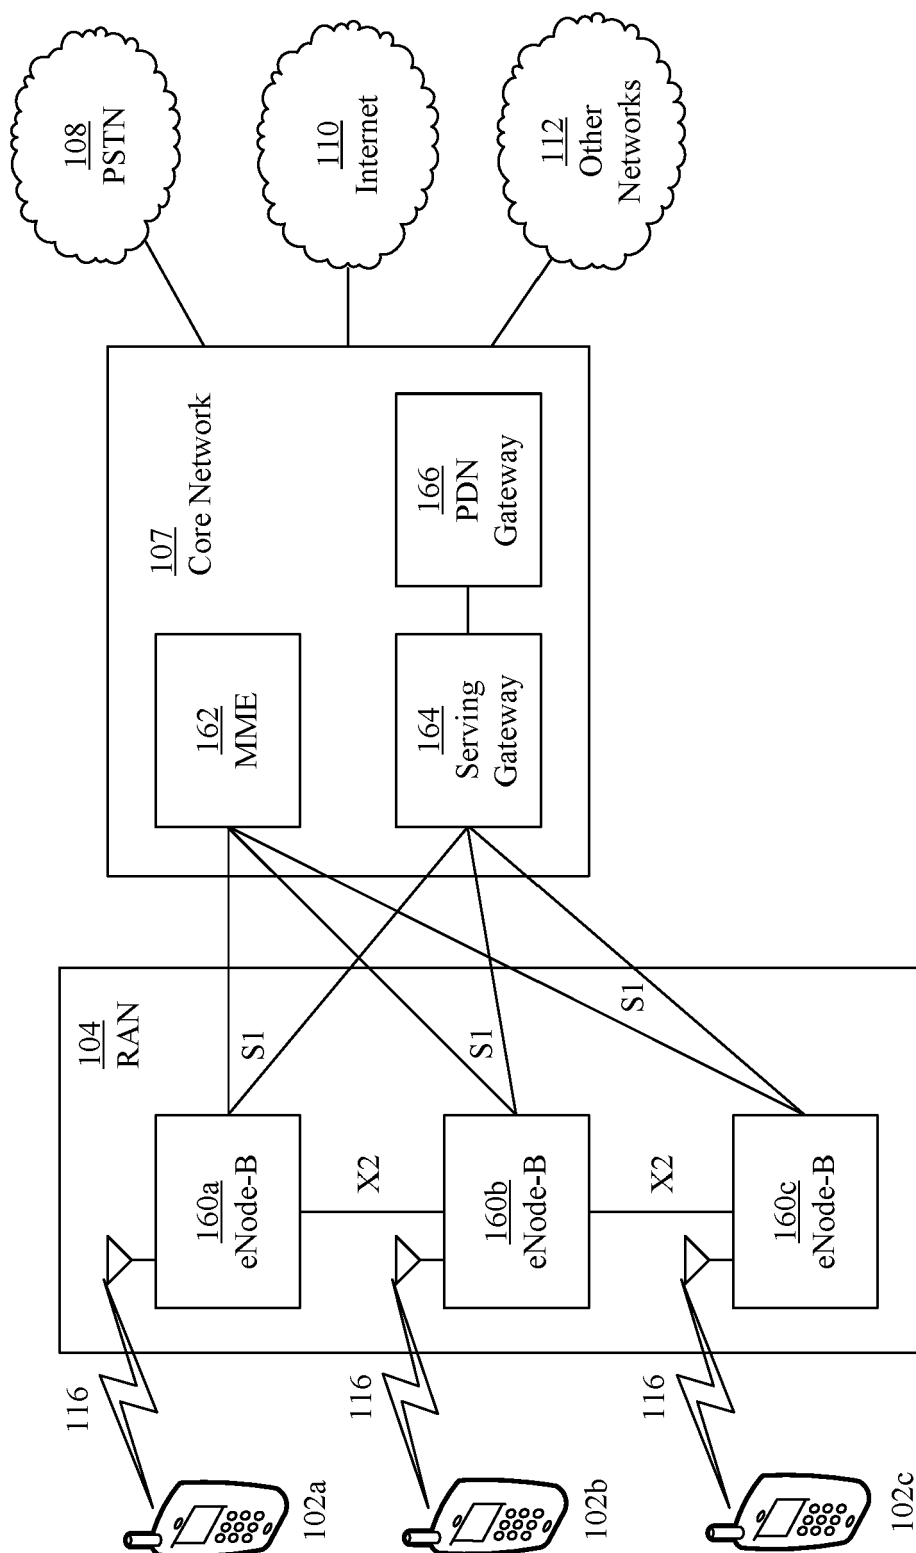 102a
116
104
RAN
160a
eNode-B
S1
X2
102b
116
160b
eNode-B
S1
X2
102c
116
160c
eNode-B
S1
107
Core Network
162
MME
164
Serving
Gateway
166
PDN
Gateway
108
PSTN
110
Internet
112
Other
Networks